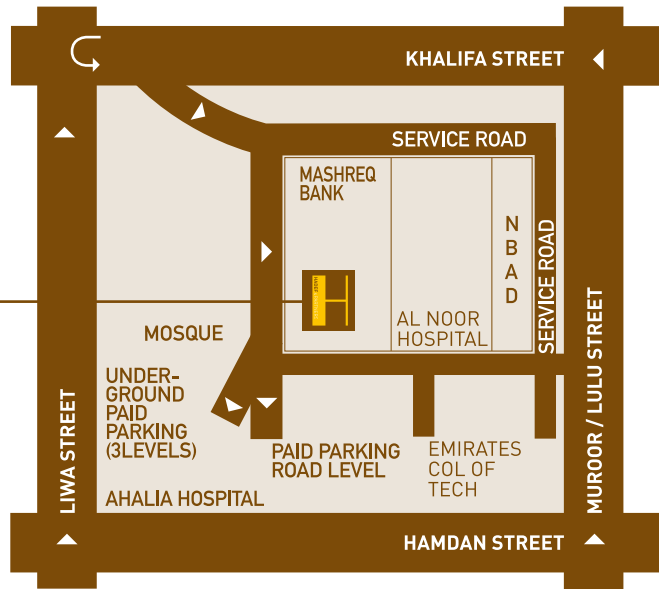 KHALIFA STREET
SERVICE ROAD
MASHREQ
BANK
NBAD
SERVICE ROAD
AL NOOR
HOSPITAL
MOSQUE
UNDER-
GROUND
PAID
PARKING
(3LEVELS)
PAID PARKING
ROAD LEVEL
EMIRATES
COL OF
TECH
AHALIA HOSPITAL
LIWA STREET
MUROOR / LULU STREET
HAMDAN STREET